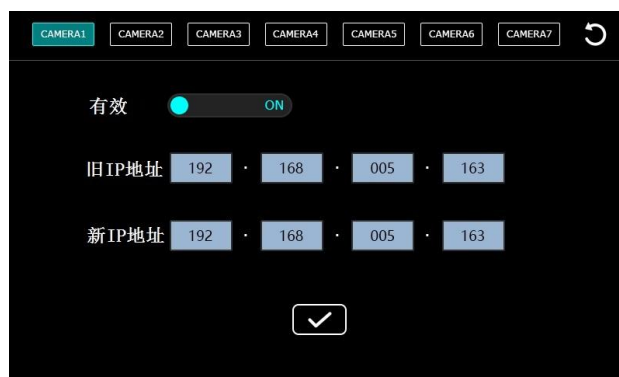 CAMERA1 CAMERA2 CAMERA3 CAMERA4 CAMERA5 CAMERA6 CAMERA7
有效 ON
旧IP地址 192 · 168 · 005 · 163
新IP地址 192 · 168 · 005 · 163